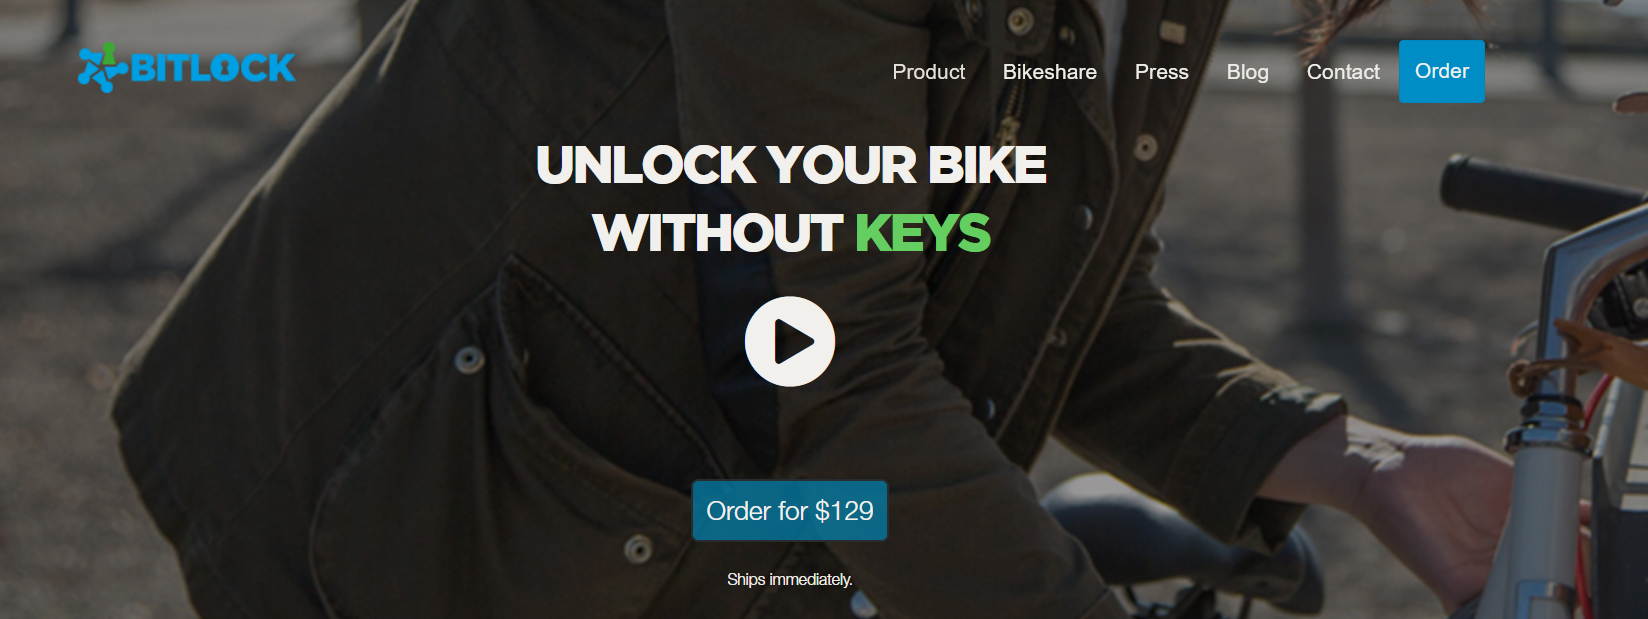 BITLOCK
Product Bikeshare Press Blog Contact Order
UNLOCK YOUR BIKE
WITHOUT KEYS
Order for $129
Ships immediately.